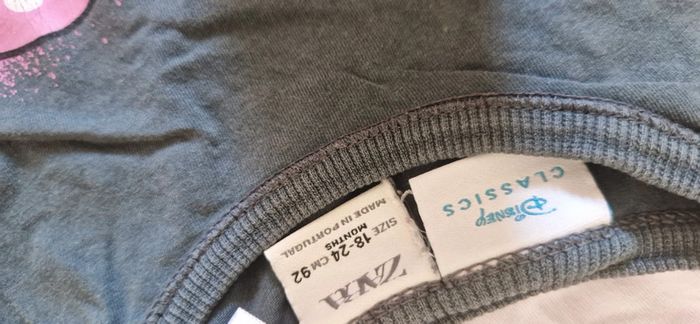 ZARA
SIZE 18-24 CM 92
MONTHS
MADE IN PORTUGAL
Disney
CLASSICS